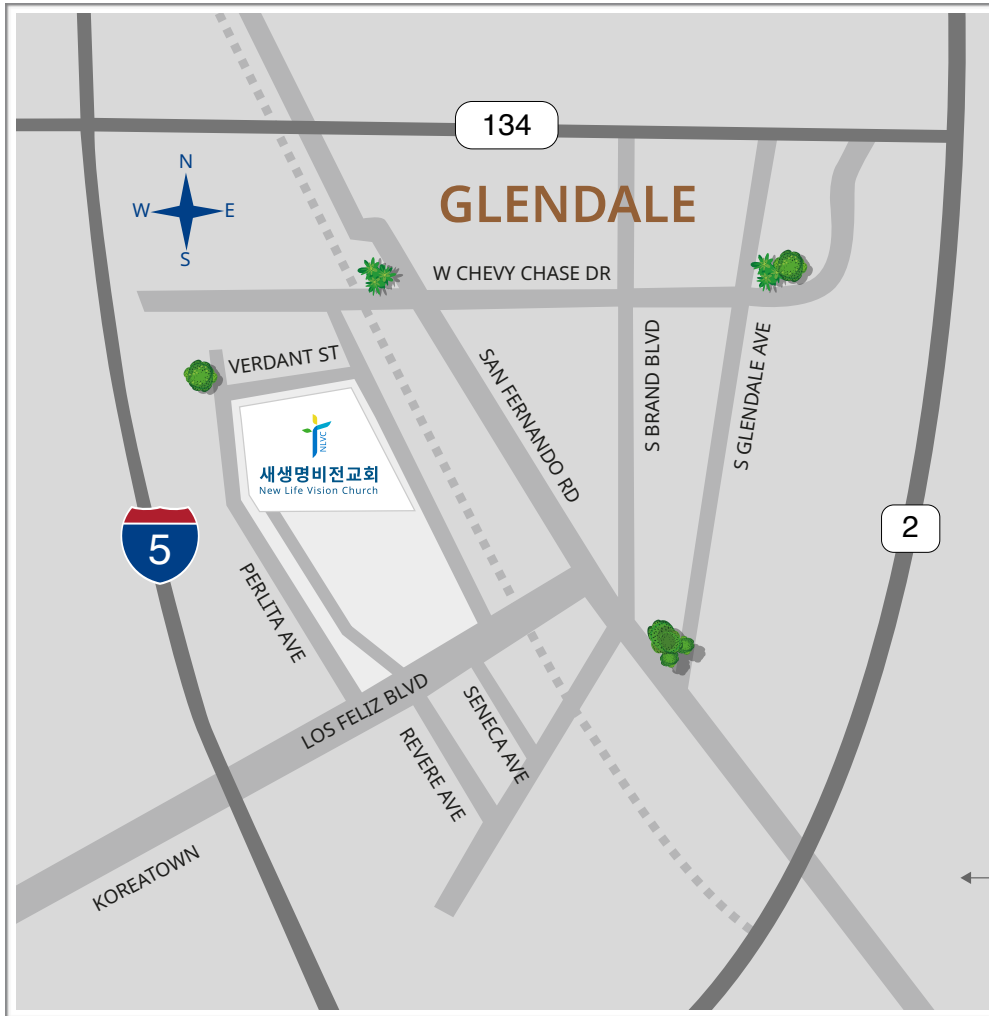 134
N
W
E
S
GLENDALE
W CHEVY CHASE DR
VERDANT ST
SAN FERNANDO RD
S BRAND BLVD
S GLENDALE AVE
NLVC
새생명비전교회
New Life Vision Church
5
2
PERLITA AVE
LOS FELIZ BLVD
SENECA AVE
REVERE AVE
KOREATOWN